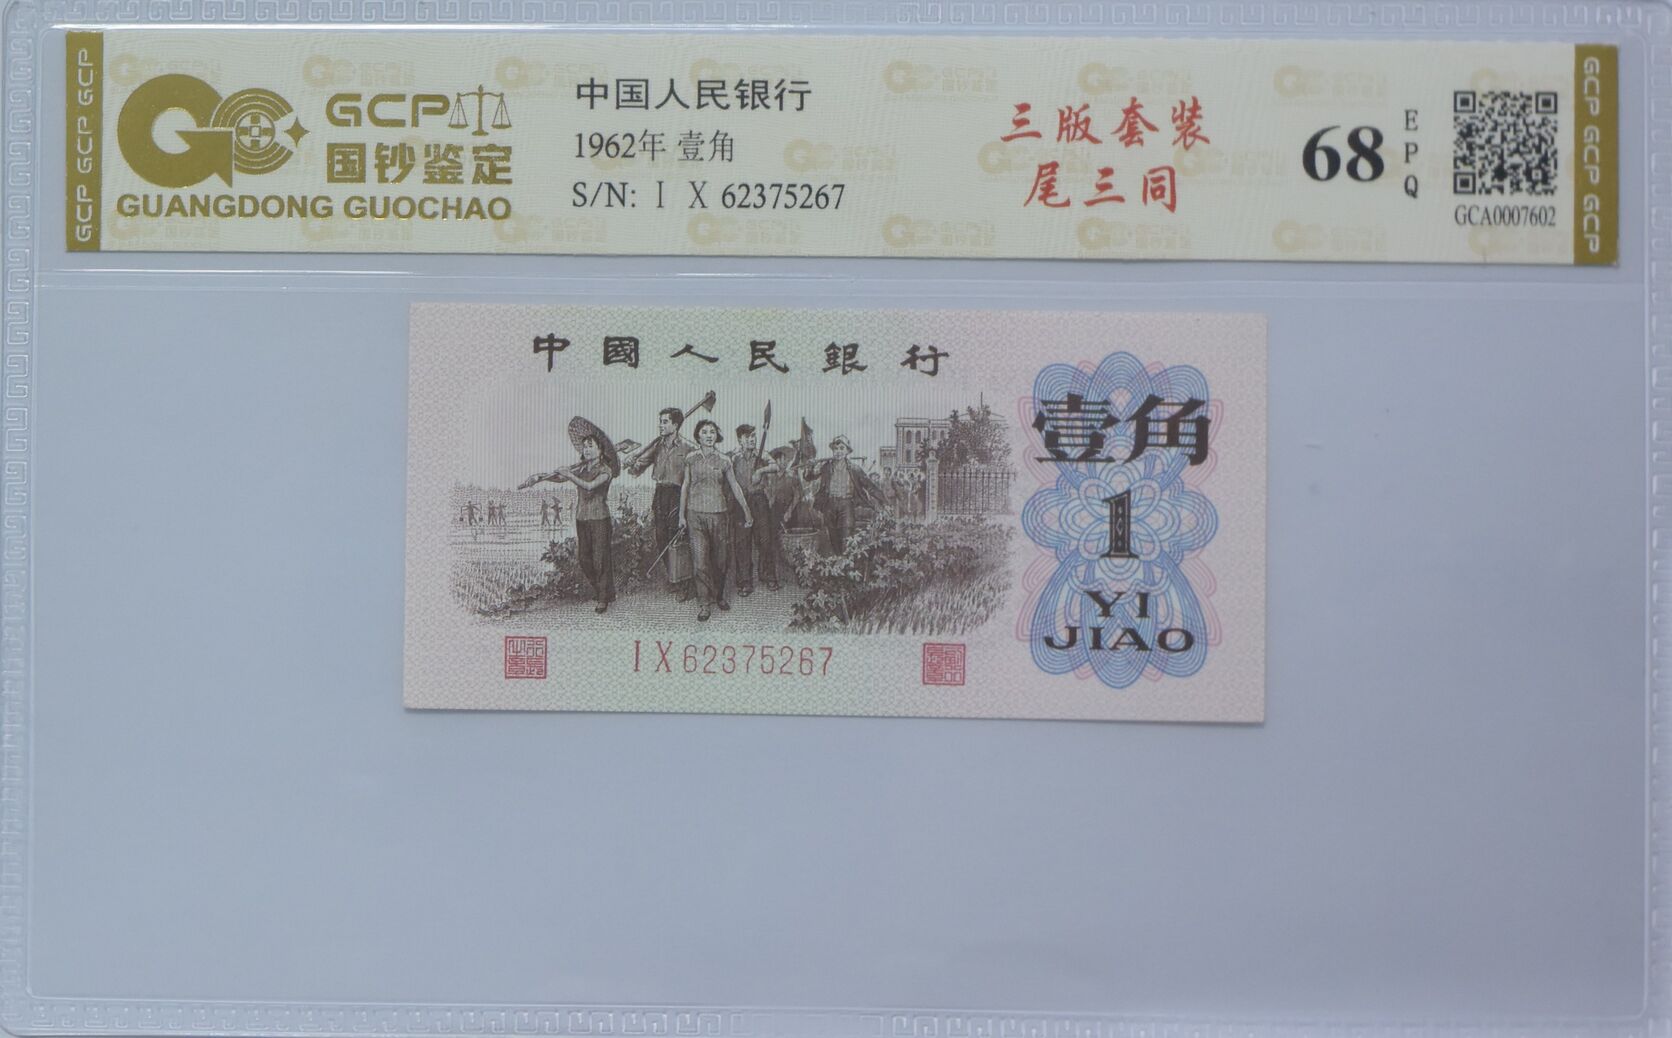 GCP GCP GCP
GCP
国钞鉴定
GUANGDONG GUOCHAO
中国人民银行
1962年 壹角
S/N: I X 62375267
三版套装
尾三同
68
EPQ
GCA0007602
GCP GCP GCP
中國人民銀行
壹角
1
YI
JIAO
I X 62375267